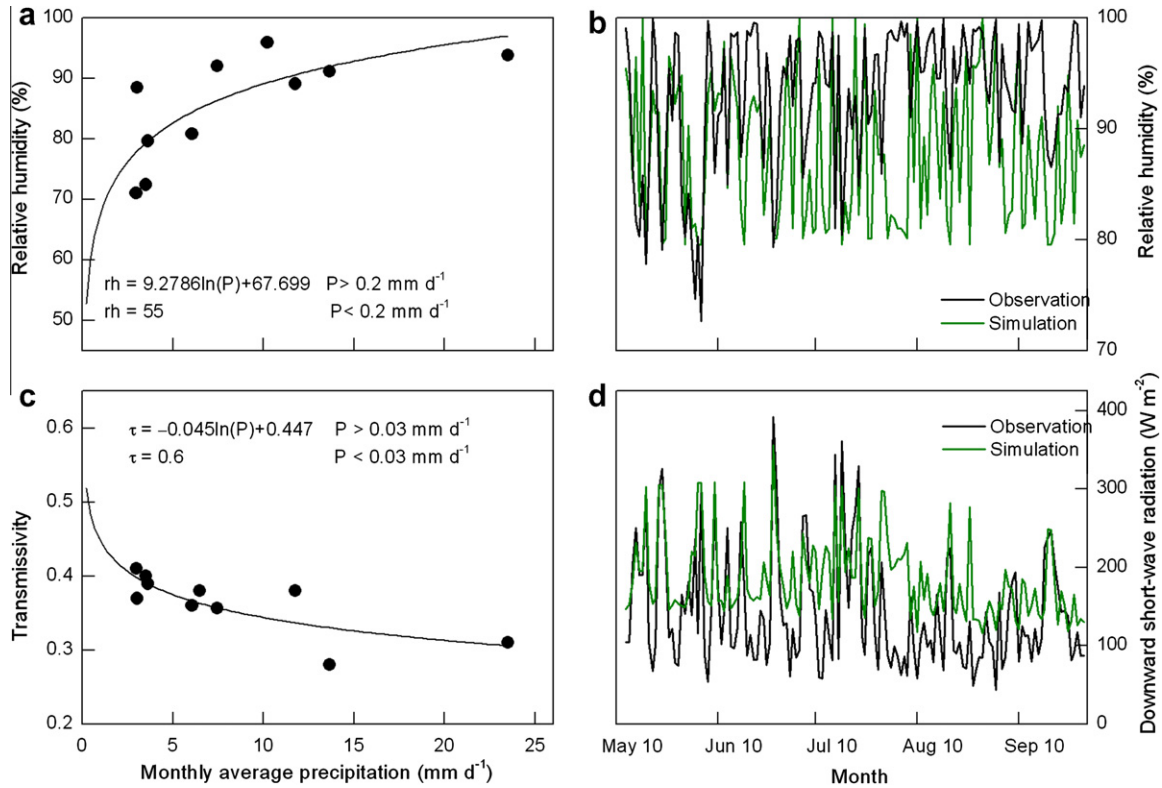 a
100
90
80
70
60
50
Relative humidity (%)
rh = 9.2786ln(P)+67.699 P> 0.2 mm d⁻¹
rh = 55 P< 0.2 mm d⁻¹
b
100
90
80
70
Relative humidity (%)
Observation
Simulation
c
0.6
0.5
0.4
0.3
0.2
Transmissivity
τ = −0.045ln(P)+0.447 P > 0.03 mm d⁻¹
τ = 0.6 P < 0.03 mm d⁻¹
0 5 10 15 20 25
Monthly average precipitation (mm d⁻¹)
d
400
300
200
100
0
Downward short-wave radiation (W m⁻²)
Observation
Simulation
May 10 Jun 10 Jul 10 Aug 10 Sep 10
Month